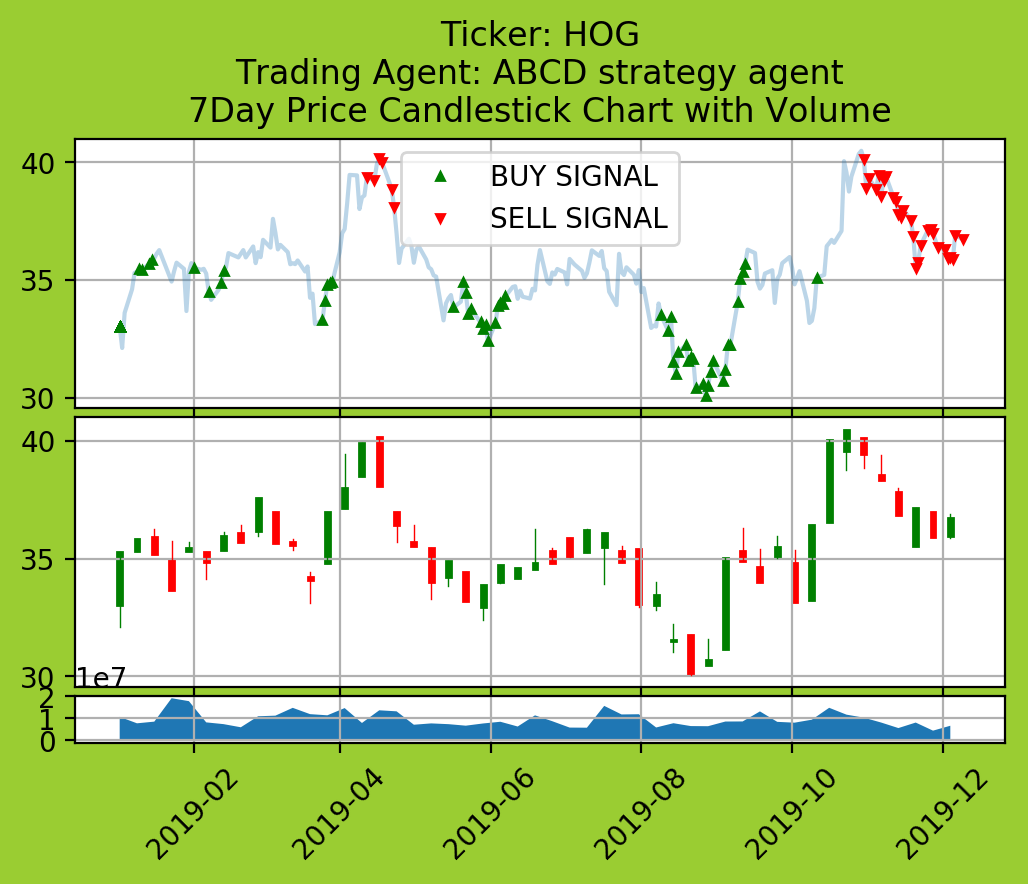 Ticker: HOG
Trading Agent: ABCD strategy agent
7Day Price Candlestick Chart with Volume
40
BUY SIGNAL
SELL SIGNAL
35
30
40
35
30
1e7
2
1
0
2019-02
2019-04
2019-06
2019-08
2019-10
2019-12